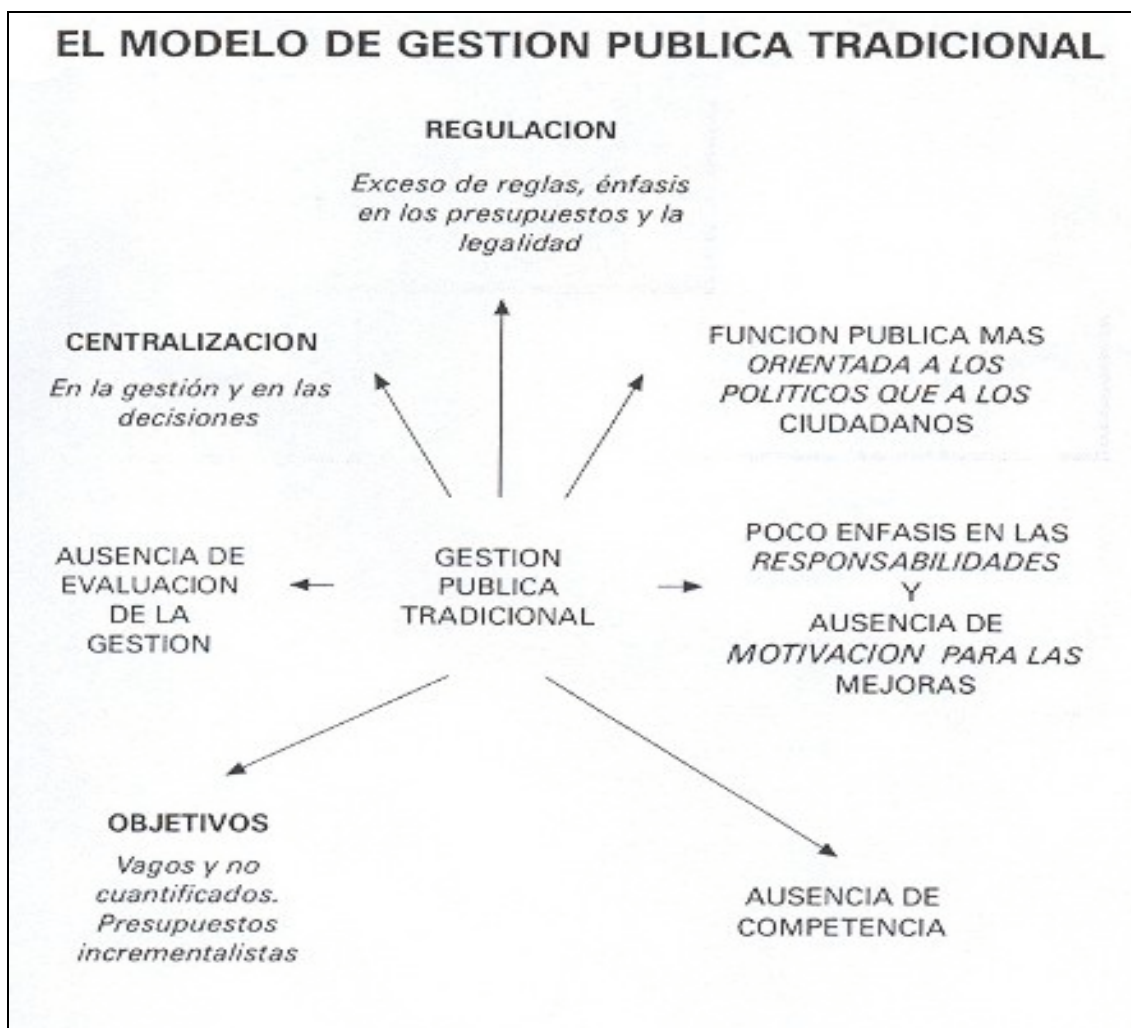 EL MODELO DE GESTION PUBLICA TRADICIONAL
REGULACION
Exceso de reglas, énfasis
en los presupuestos y la
legalidad
CENTRALIZACION
En la gestión y en las
decisiones
FUNCION PUBLICA MAS
ORIENTADA A LOS
POLITICOS QUE A LOS
CIUDADANOS
AUSENCIA DE
EVALUACION
DE LA
GESTION
GESTION
PUBLICA
TRADICIONAL
POCO ENFASIS EN LAS
RESPONSABILIDADES
Y
AUSENCIA DE
MOTIVACION PARA LAS
MEJORAS
OBJETIVOS
Vagos y no
cuantificados.
Presupuestos
incrementalistas
AUSENCIA DE
COMPETENCIA